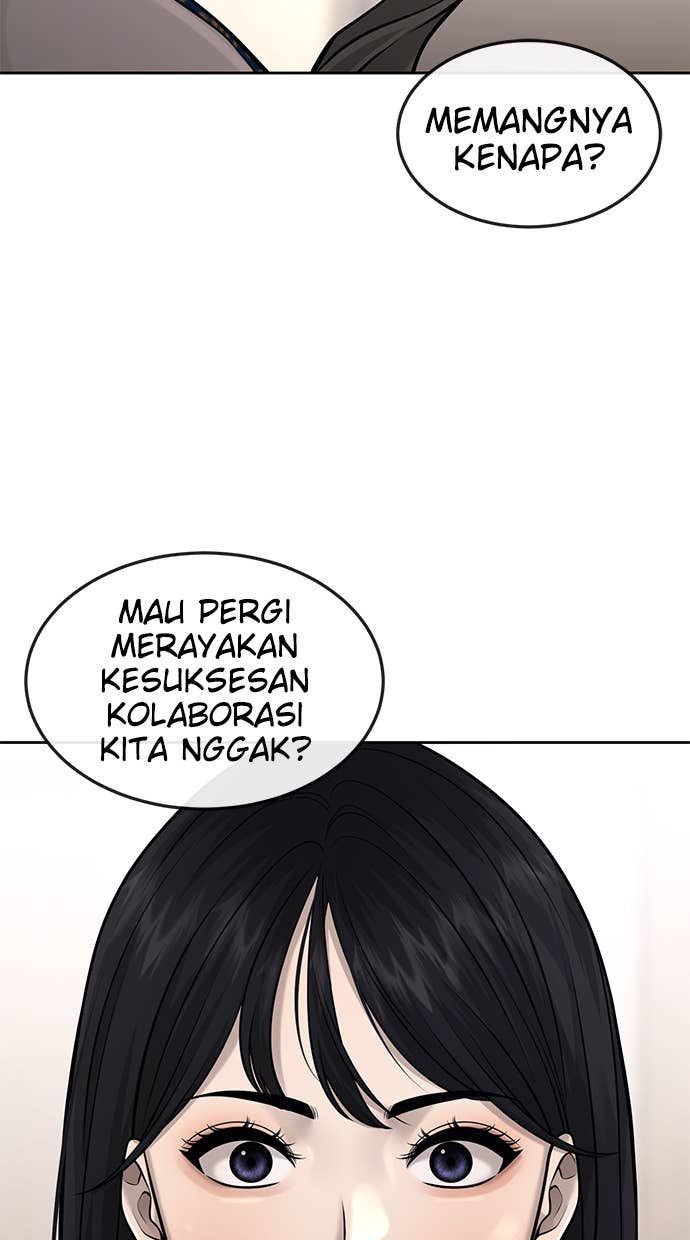 MEMANGNYA
KENAPA?
MAU PERGI
MERAYAKAN
KESUKSESAN
KOLABORASI
KITA NGGAK?